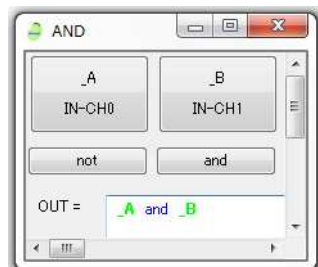 AND
_A _B
IN-CH0 IN-CH1
not and
OUT = _A and _B